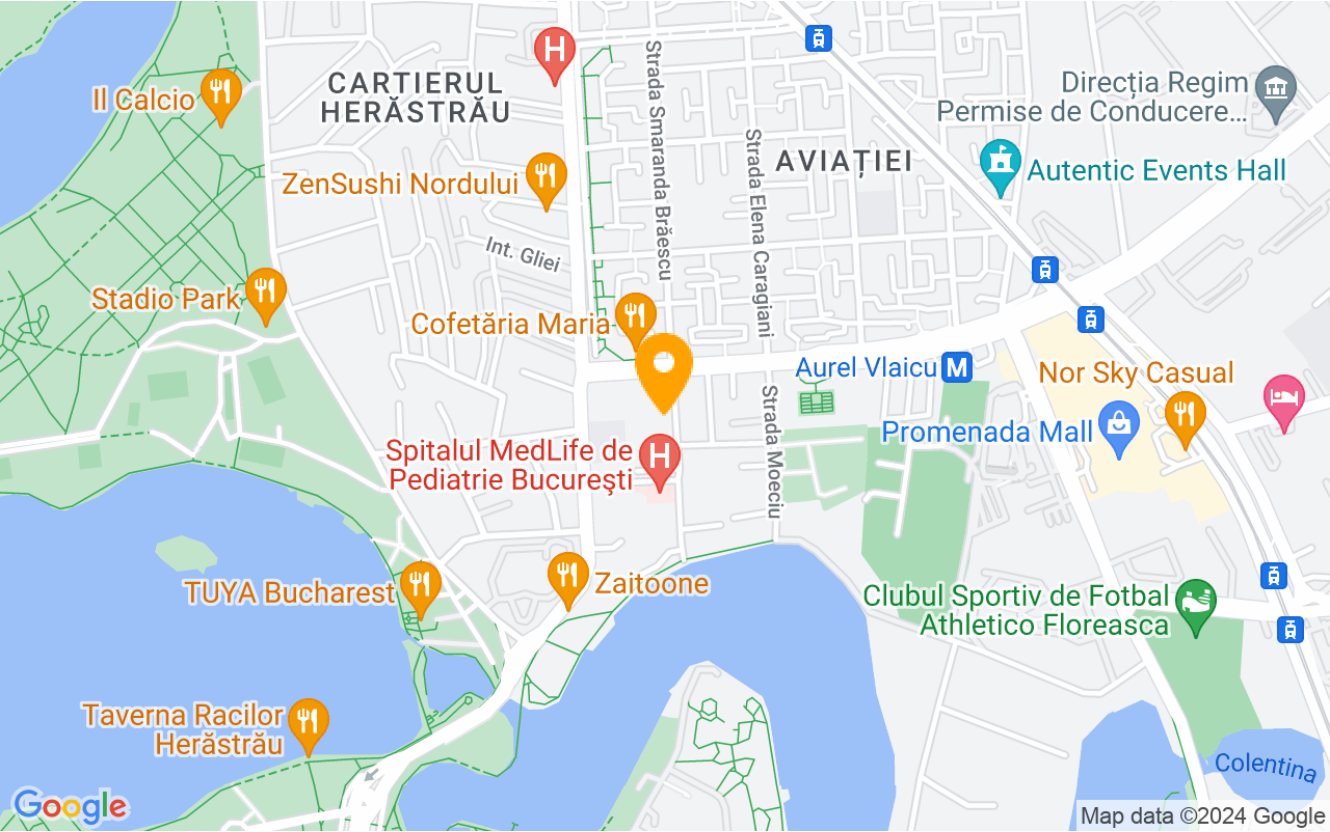 CARTIERUL
HERĂSTRĂU
Il Calcio
Strada Smaranda Brăescu
Direcția Regim
Permise de Conducere...
Strada Elena Caragiani
AVIAȚIEI
Autentic Events Hall
ZenSushi Nordului
Int. Gliei
Stadio Park
Cofetăria Maria
Aurel Vlaicu
M
Nor Sky Casual
Strada Moeciu
Promenada Mall
H
H
Spitalul MedLife de
Pediatrie Bucureşti
TUYA Bucharest
Zaitoone
Clubul Sportiv de Fotbal
Athletico Floreasca
Taverna Racilor
Herăstrău
Colentina
Google
Map data ©2024 Google